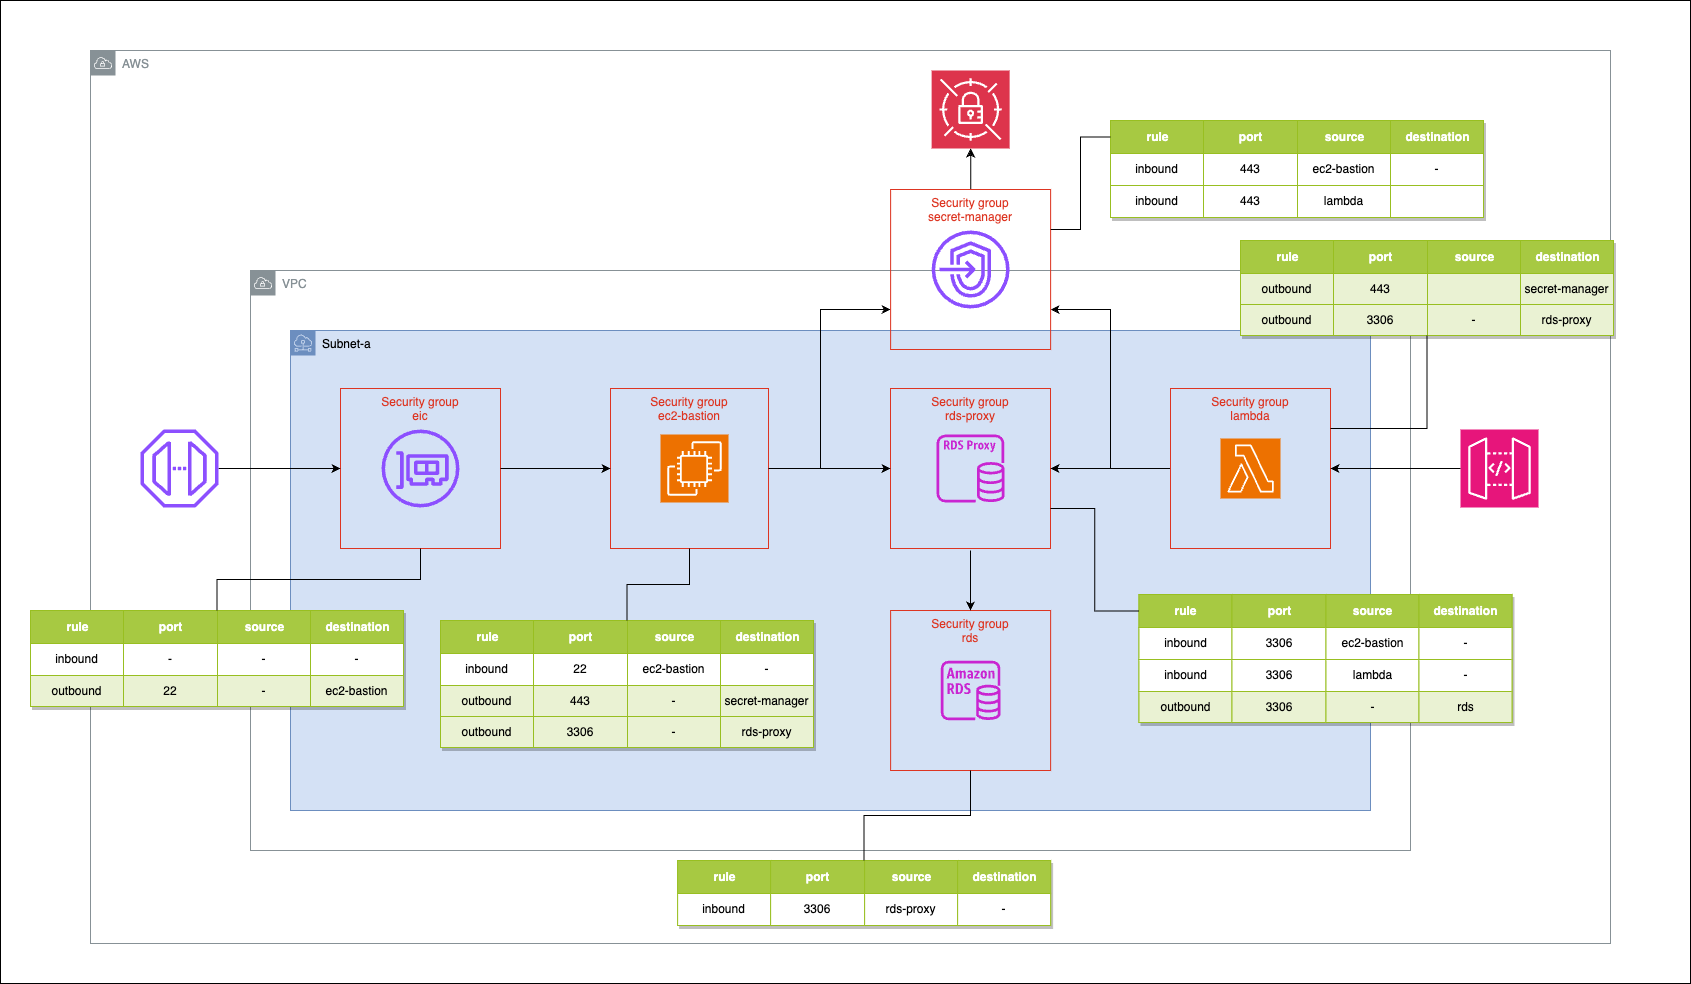 AWS
rule port source destination
inbound 443 ec2-bastion -
inbound 443 lambda
Security group
secret-manager
rule port source destination
outbound 443 secret-manager
outbound 3306 - rds-proxy
VPC
Subnet-a
Security group
eic
Security group
ec2-bastion
Security group
rds-proxy
RDS Proxy
Security group
lambda
</>
rule port source destination
inbound - - -
outbound 22 - ec2-bastion
rule port source destination
inbound 22 ec2-bastion -
outbound 443 - secret-manager
outbound 3306 - rds-proxy
Security group
rds
Amazon
RDS
rule port source destination
inbound 3306 ec2-bastion -
inbound 3306 lambda -
outbound 3306 - rds
rule port source destination
inbound 3306 rds-proxy -